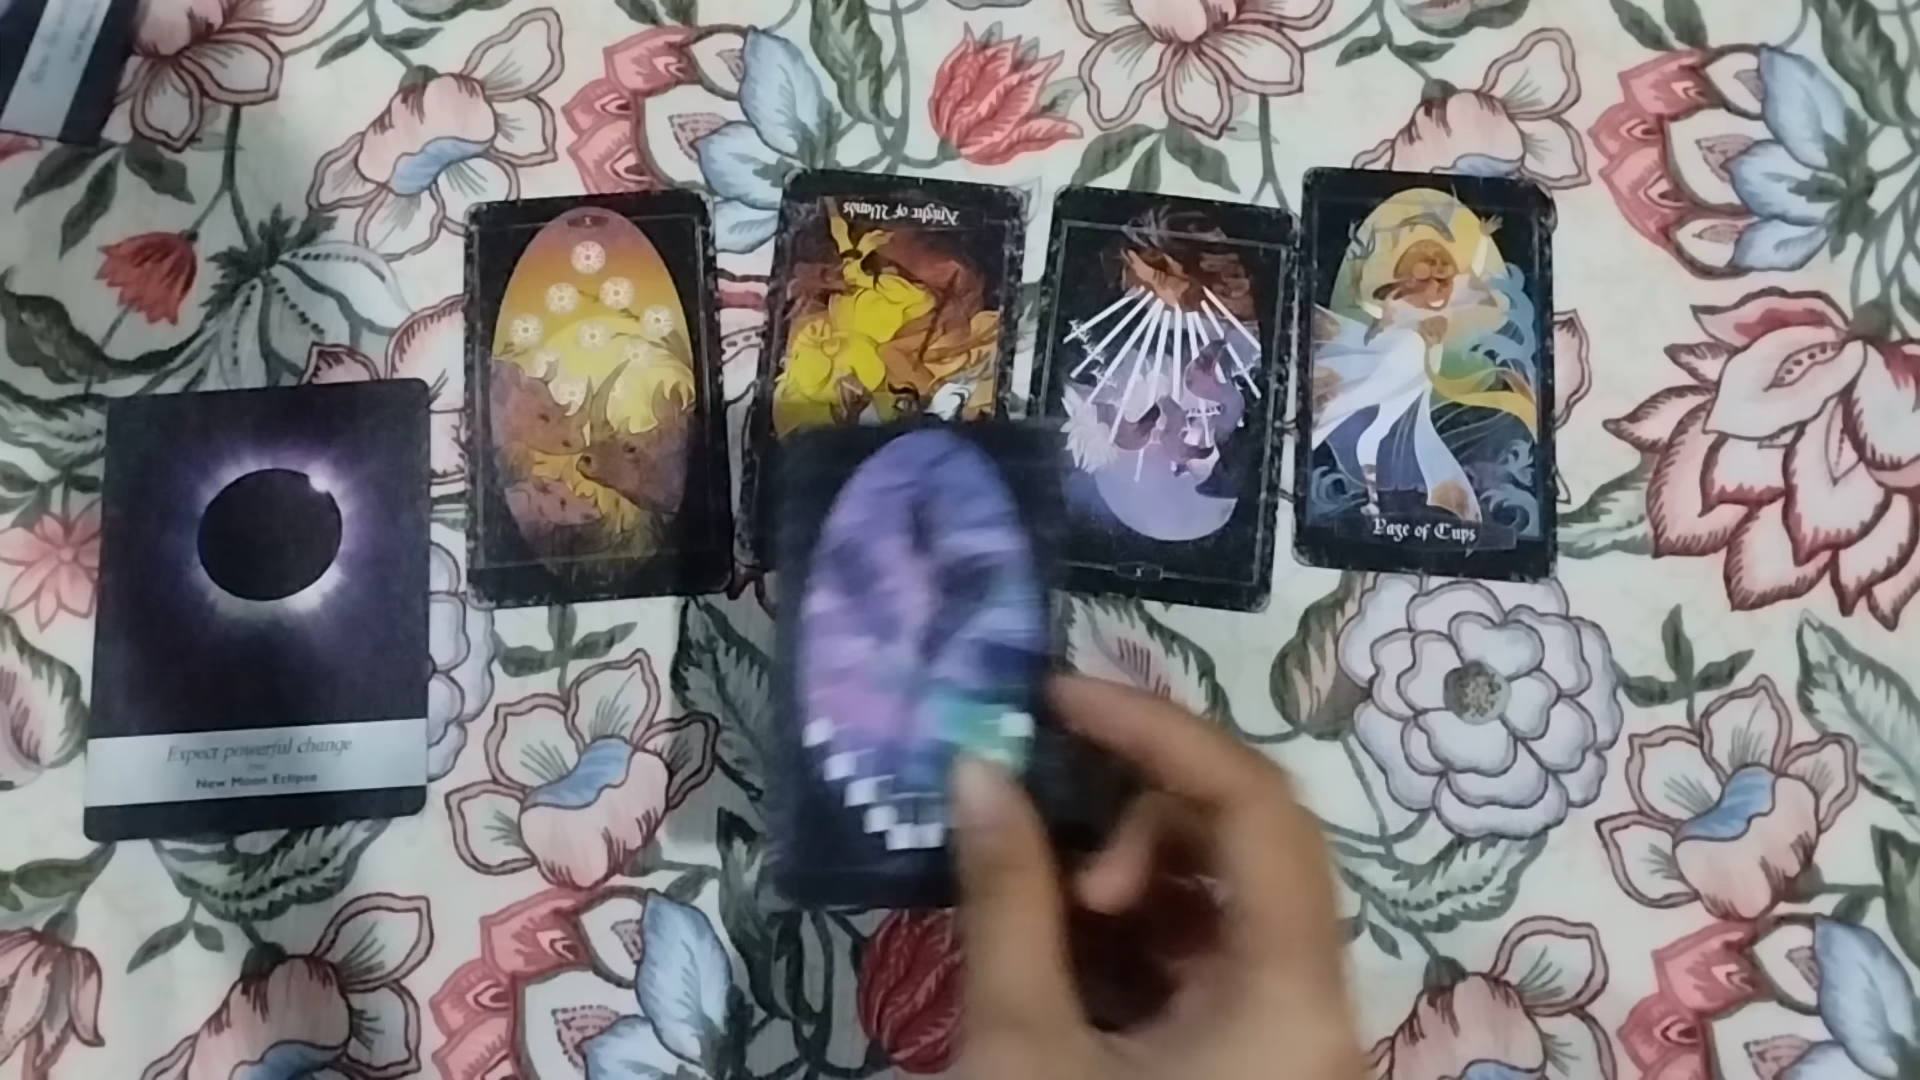 Knight of Wands
X
Page of Cups
Expect powerful change
New Moon Eclipse